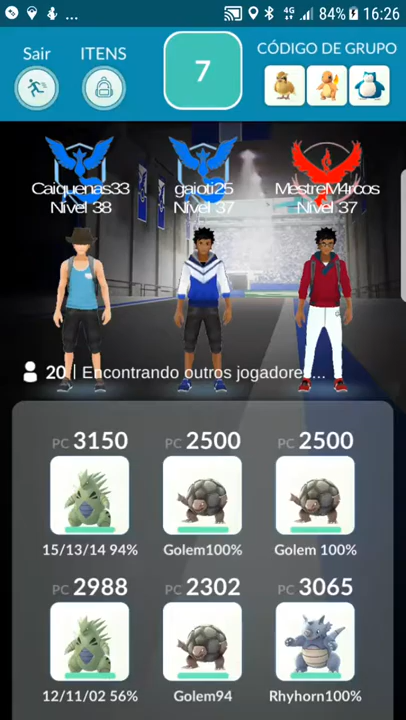 ... 4G 84% 16:26
Sair
ITENS
7
CÓDIGO DE GRUPO
Caiquenas33
Nível 38
gaioti25
Nível 37
MestreM4rcos
Nível 37
20 | Encontrando outros jogadores...
PC 3150
PC 2500
PC 2500
15/13/14 94%
Golem100%
Golem 100%
PC 2988
PC 2302
PC 3065
12/11/02 56%
Golem94
Rhyhorn100%